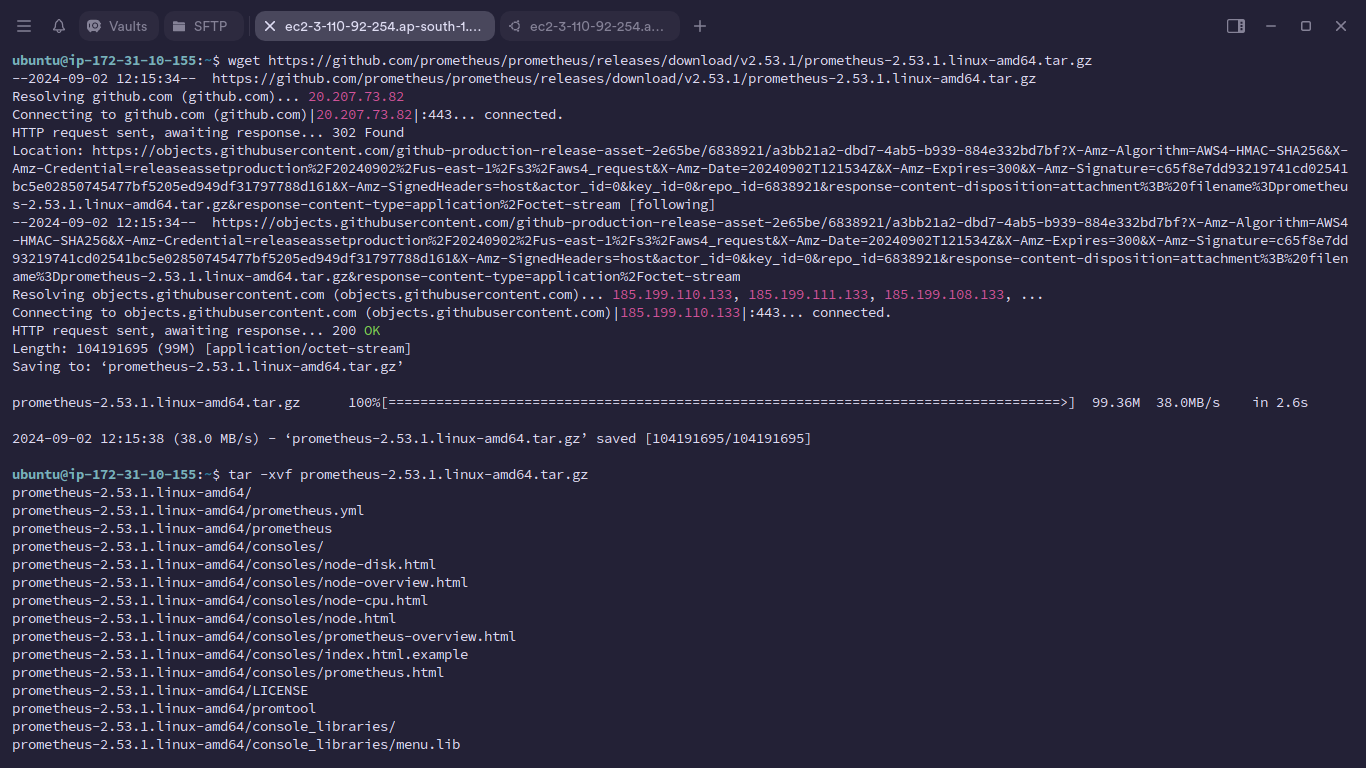 Vaults
SFTP
ec2-3-110-92-254.ap-south-1....
ec2-3-110-92-254.a...
ubuntu@ip-172-31-10-155:~$ wget https://github.com/prometheus/prometheus/releases/download/v2.53.1/prometheus-2.53.1.linux-amd64.tar.gz
--2024-09-02 12:15:34--  https://github.com/prometheus/prometheus/releases/download/v2.53.1/prometheus-2.53.1.linux-amd64.tar.gz
Resolving github.com (github.com)... 20.207.73.82
Connecting to github.com (github.com)|20.207.73.82|:443... connected.
HTTP request sent, awaiting response... 302 Found
Location: https://objects.githubusercontent.com/github-production-release-asset-2e65be/6838921/a3bb21a2-dbd7-4ab5-b939-884e332bd7bf?X-Amz-Algorithm=AWS4-HMAC-SHA256&X-
Amz-Credential=releaseassetproduction%2F20240902%2Fus-east-1%2Fs3%2Faws4_request&X-Amz-Date=20240902T121534Z&X-Amz-Expires=300&X-Amz-Signature=c65f8e7dd93219741cd02541
bc5e02850745477bf5205ed949df31797788d161&X-Amz-SignedHeaders=host&actor_id=0&key_id=0&repo_id=6838921&response-content-disposition=attachment%3B%20filename%3Dprometheu
s-2.53.1.linux-amd64.tar.gz&response-content-type=application%2Foctet-stream [following]
--2024-09-02 12:15:34--  https://objects.githubusercontent.com/github-production-release-asset-2e65be/6838921/a3bb21a2-dbd7-4ab5-b939-884e332bd7bf?X-Amz-Algorithm=AWS4
-HMAC-SHA256&X-Amz-Credential=releaseassetproduction%2F20240902%2Fus-east-1%2Fs3%2Faws4_request&X-Amz-Date=20240902T121534Z&X-Amz-Expires=300&X-Amz-Signature=c65f8e7dd
93219741cd02541bc5e02850745477bf5205ed949df31797788d161&X-Amz-SignedHeaders=host&actor_id=0&key_id=0&repo_id=6838921&response-content-disposition=attachment%3B%20filen
ame%3Dprometheus-2.53.1.linux-amd64.tar.gz&response-content-type=application%2Foctet-stream
Resolving objects.githubusercontent.com (objects.githubusercontent.com)... 185.199.110.133, 185.199.111.133, 185.199.108.133, ...
Connecting to objects.githubusercontent.com (objects.githubusercontent.com)|185.199.110.133|:443... connected.
HTTP request sent, awaiting response... 200 OK
Length: 104191695 (99M) [application/octet-stream]
Saving to: ‘prometheus-2.53.1.linux-amd64.tar.gz’
prometheus-2.53.1.linux-amd64.tar.gz      100%[====================================================================================>]  99.36M  38.0MB/s    in 2.6s
2024-09-02 12:15:38 (38.0 MB/s) - ‘prometheus-2.53.1.linux-amd64.tar.gz’ saved [104191695/104191695]
ubuntu@ip-172-31-10-155:~$ tar -xvf prometheus-2.53.1.linux-amd64.tar.gz
prometheus-2.53.1.linux-amd64/
prometheus-2.53.1.linux-amd64/prometheus.yml
prometheus-2.53.1.linux-amd64/prometheus
prometheus-2.53.1.linux-amd64/consoles/
prometheus-2.53.1.linux-amd64/consoles/node-disk.html
prometheus-2.53.1.linux-amd64/consoles/node-overview.html
prometheus-2.53.1.linux-amd64/consoles/node-cpu.html
prometheus-2.53.1.linux-amd64/consoles/node.html
prometheus-2.53.1.linux-amd64/consoles/prometheus-overview.html
prometheus-2.53.1.linux-amd64/consoles/index.html.example
prometheus-2.53.1.linux-amd64/consoles/prometheus.html
prometheus-2.53.1.linux-amd64/LICENSE
prometheus-2.53.1.linux-amd64/promtool
prometheus-2.53.1.linux-amd64/console_libraries/
prometheus-2.53.1.linux-amd64/console_libraries/menu.lib